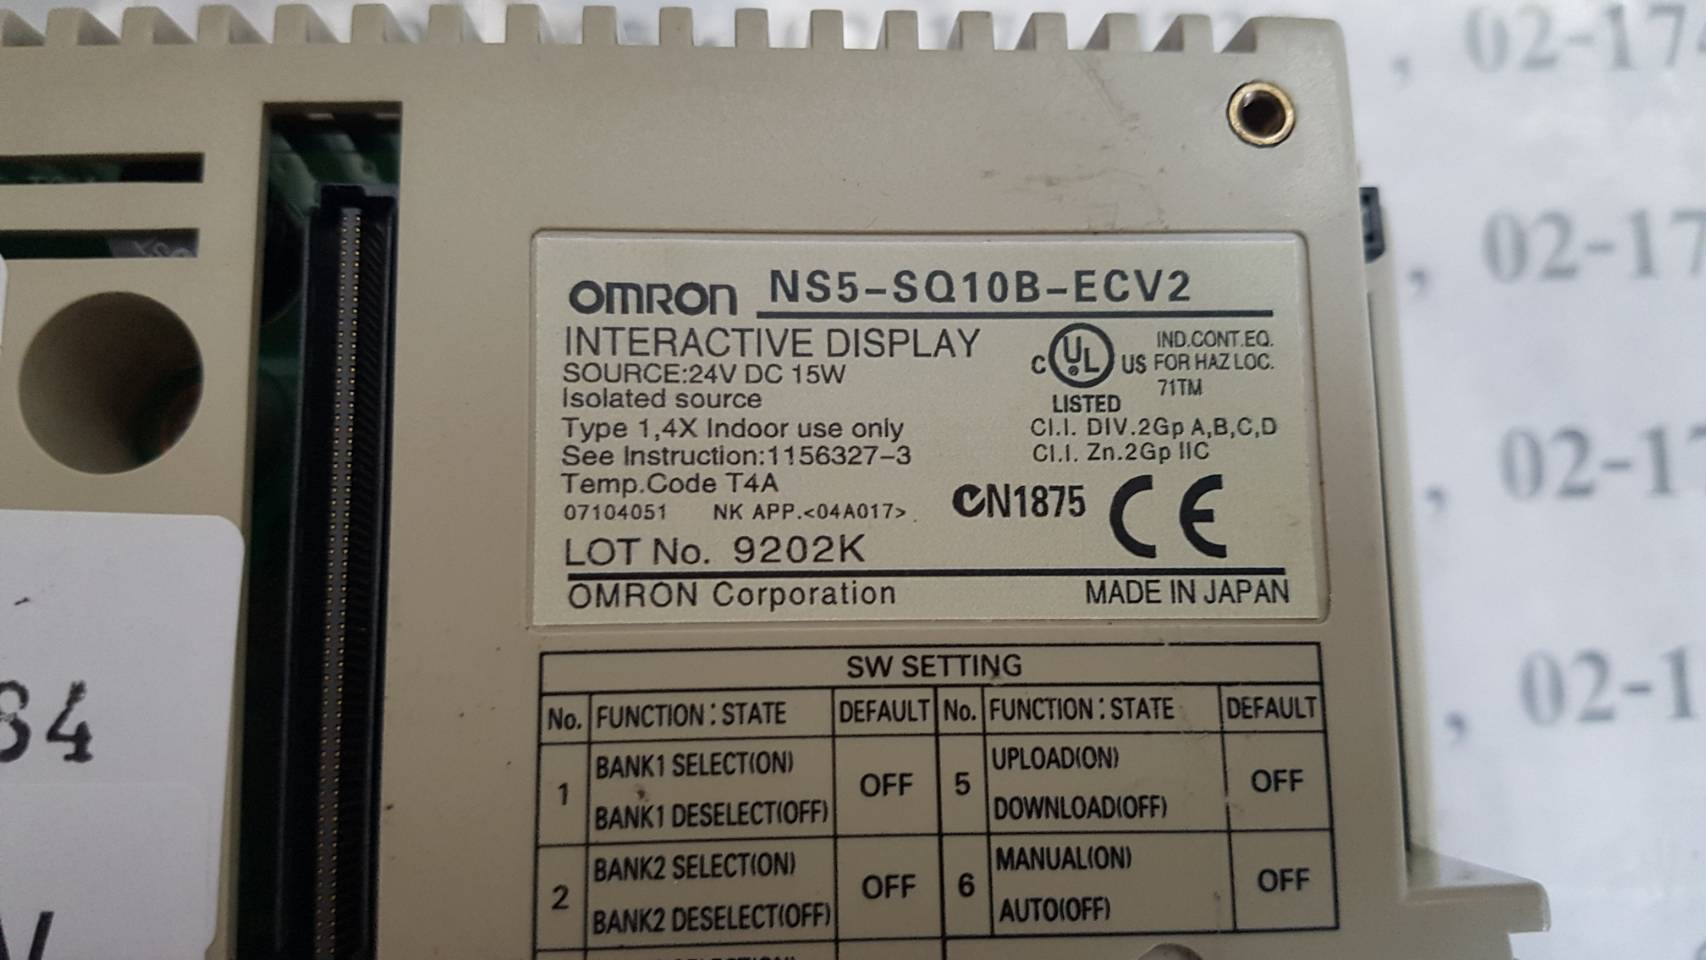 02-17
02-17
02-17
02-1
OMRON NS5-SQ10B-ECV2
INTERACTIVE DISPLAY
SOURCE:24V DC 15W
Isolated source
Type 1,4X Indoor use only
See Instruction:1156327-3
Temp.Code T4A
07104051 NK APP.<04A017>
LOT No. 9202K
C UL US
LISTED
IND.CONT.EQ.
FOR HAZ LOC.
71TM
CI.I. DIV.2Gp A,B,C,D
CI.I. Zn.2Gp IIC
N1875 CE
OMRON Corporation MADE IN JAPAN
SW SETTING
No. FUNCTION : STATE DEFAULT No. FUNCTION : STATE DEFAULT
1 BANK1 SELECT(ON) OFF 5 UPLOAD(ON) OFF
BANK1 DESELECT(OFF) DOWNLOAD(OFF)
2 BANK2 SELECT(ON) OFF 6 MANUAL(ON) OFF
BANK2 DESELECT(OFF) AUTO(OFF)
84